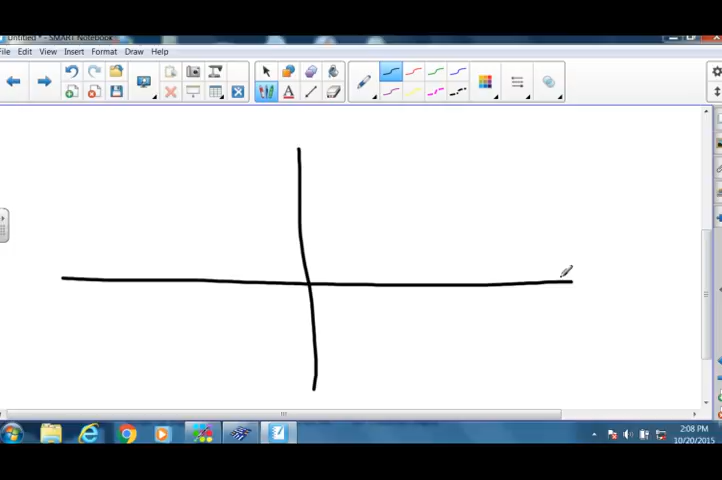 Untitled * - SMART Notebook
File Edit View Insert Format Draw Help
A
2:08 PM
10/20/2015